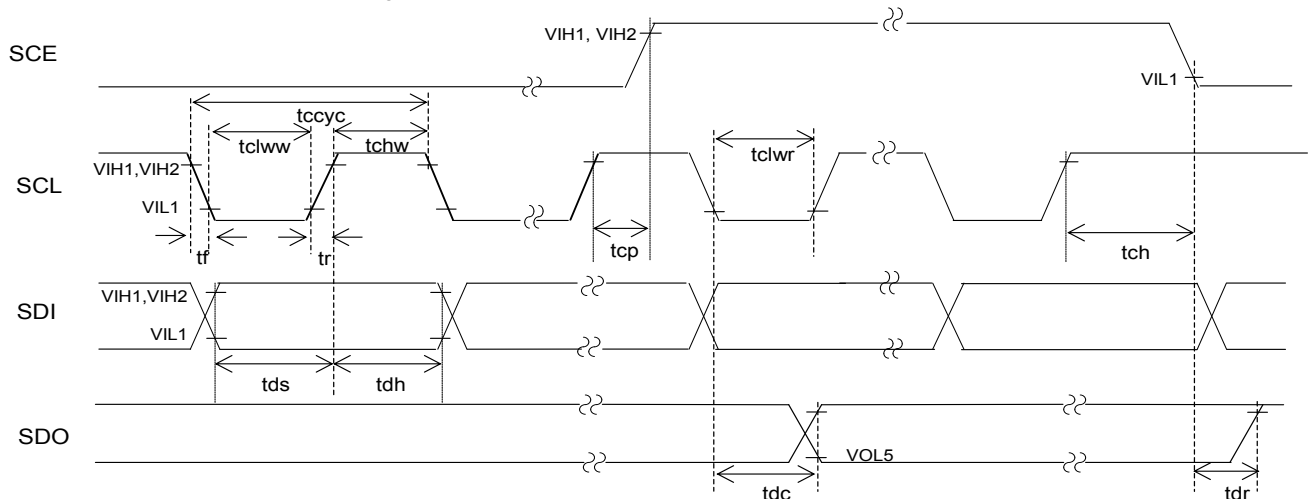 VIH1, VIH2
SCE
VIL1
tccyc
tclww
tchw
tclwr
VIH1,VIH2
SCL
VIL1
tf
tr
tcp
tch
VIH1,VIH2
SDI
VIL1
tds
tdh
SDO
VOL5
tdc
tdr